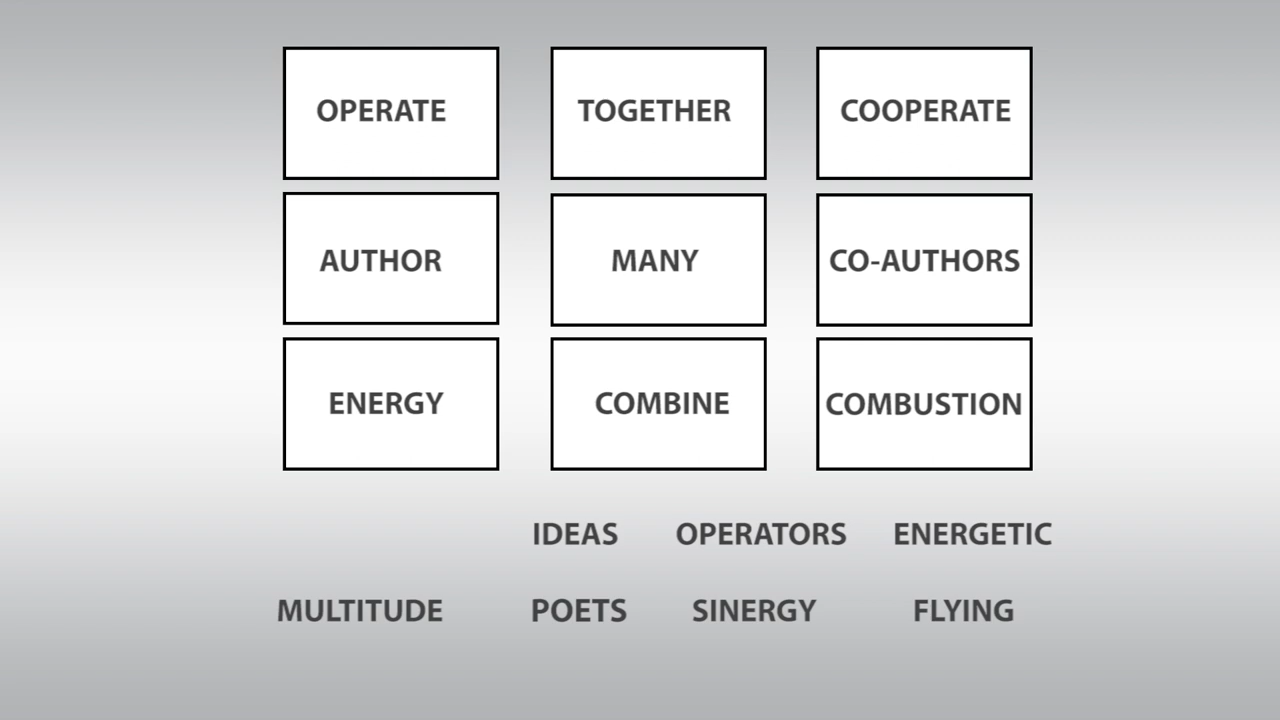 OPERATE TOGETHER COOPERATE
AUTHOR MANY CO-AUTHORS
ENERGY COMBINE COMBUSTION
IDEAS OPERATORS ENERGETIC
MULTITUDE POETS SINERGY FLYING